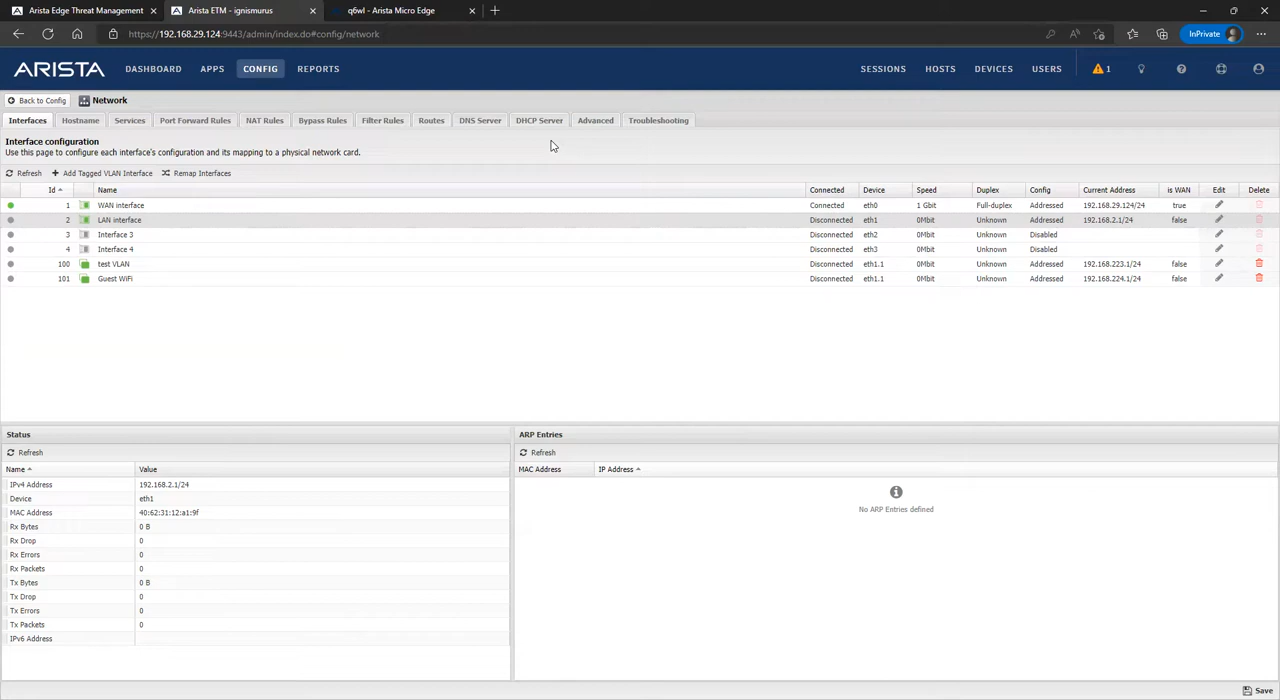 Arista Edge Threat Management
Arista ETM - ignismurus
q6wl - Arista Micro Edge
https://192.168.29.124:9443/admin/index.do#config/network
InPrivate
ARISTA DASHBOARD APPS CONFIG REPORTS SESSIONS HOSTS DEVICES USERS 1
Back to Config Network
Interfaces Hostname Services Port Forward Rules NAT Rules Bypass Rules Filter Rules Routes DNS Server DHCP Server Advanced Troubleshooting
Interface configuration
Use this page to configure each interface's configuration and its mapping to a physical network card.
Refresh Add Tagged VLAN Interface Remap Interfaces
Id Name Connected Device Speed Duplex Config Current Address is WAN Edit Delete
1 WAN interface Connected eth0 1 Gbit Full-duplex Addressed 192.168.29.124/24 true
2 LAN interface Disconnected eth1 0Mbit Unknown Addressed 192.168.2.1/24 false
3 Interface 3 Disconnected eth2 0Mbit Unknown Disabled
4 Interface 4 Disconnected eth3 0Mbit Unknown Disabled
100 test VLAN Disconnected eth1.1 0Mbit Unknown Addressed 192.168.223.1/24 false
101 Guest WiFi Disconnected eth1.1 0Mbit Unknown Addressed 192.168.224.1/24 false
Status
Refresh
Name Value
IPv4 Address 192.168.2.1/24
Device eth1
MAC Address 40:62:31:12:a1:9f
Rx Bytes 0 B
Rx Drop 0
Rx Errors 0
Rx Packets 0
Tx Bytes 0 B
Tx Drop 0
Tx Errors 0
Tx Packets 0
IPv6 Address
ARP Entries
Refresh
MAC Address IP Address
No ARP Entries defined
Save